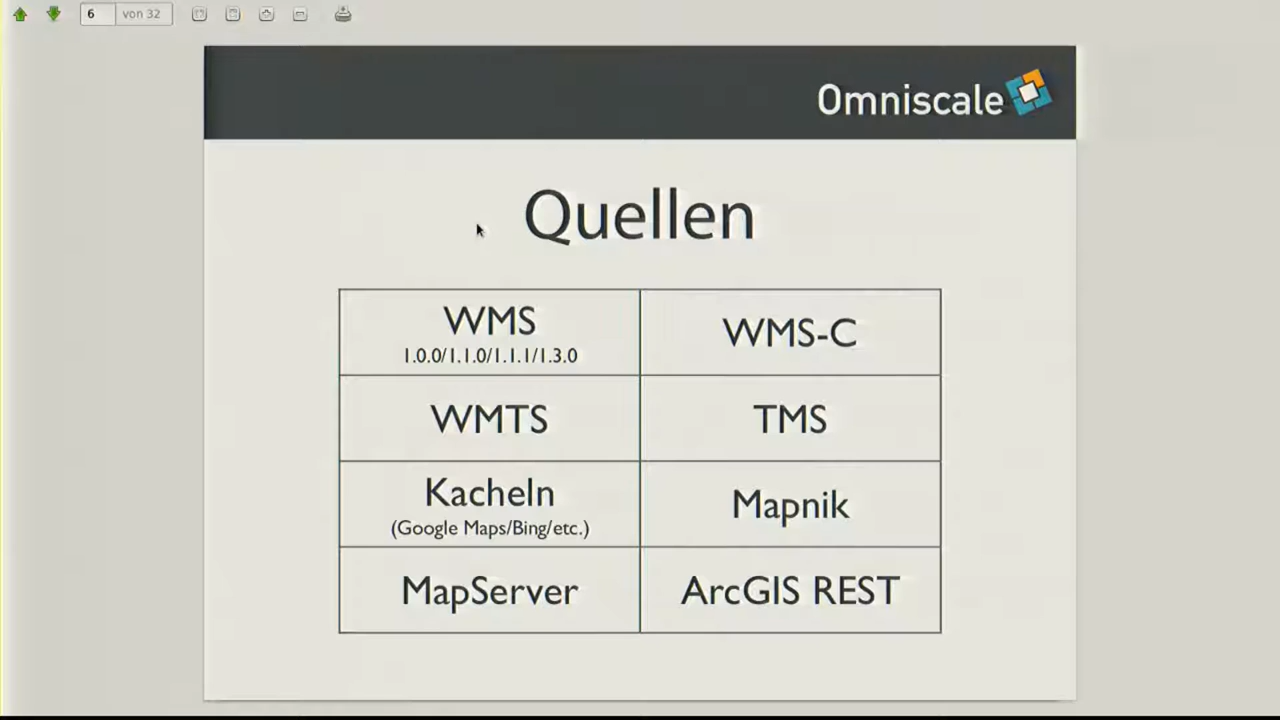 6 von 32
Omniscale
Quellen
WMS
1.0.0/1.1.0/1.1.1/1.3.0
WMS-C
WMTS
TMS
Kacheln
(Google Maps/Bing/etc.)
Mapnik
MapServer
ArcGIS REST